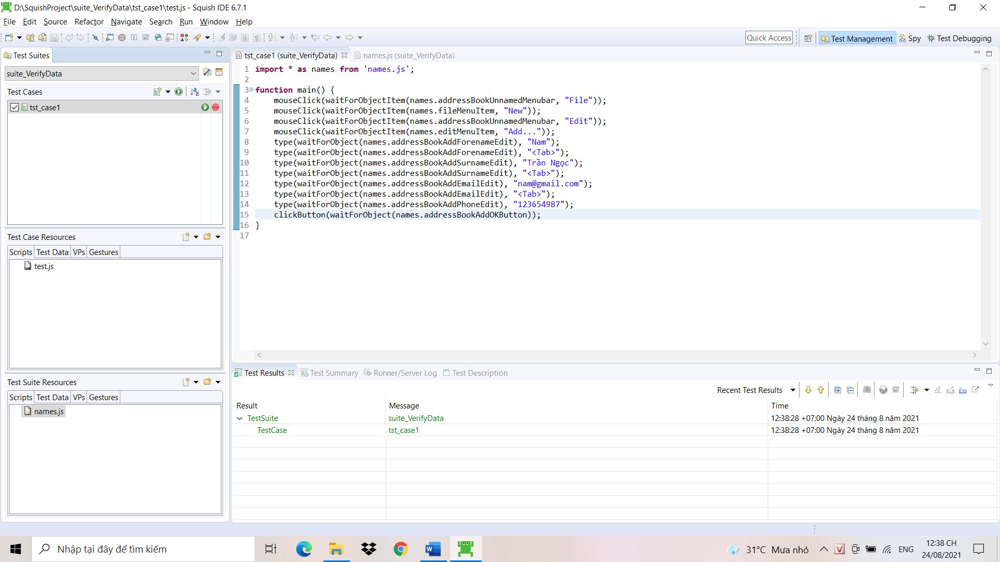 D:\SquishProject\suite_VerifyData\tst_case1\test.js - Squish IDE 6.7.1
File Edit Source Refactor Navigate Search Run Window Help
Quick Access Test Management Spy Test Debugging
Test Suites
suite_VerifyData
Test Cases
tst_case1
Test Case Resources
Scripts Test Data VPs Gestures
test.js
Test Suite Resources
Scripts Test Data VPs Gestures
names.js
tst_case1 (suite_VerifyData) names.js (suite_VerifyData)
1 import * as names from 'names.js';
2
3 function main() {
4 mouseClick(waitForObjectItem(names.addressBookUnnamedMenubar, "File"));
5 mouseClick(waitForObjectItem(names.fileMenuItem, "New"));
6 mouseClick(waitForObjectItem(names.addressBookUnnamedMenubar, "Edit"));
7 mouseClick(waitForObjectItem(names.editMenuItem, "Add..."));
8 type(waitForObject(names.addressBookAddForenameEdit), "Nam");
9 type(waitForObject(names.addressBookAddForenameEdit), "<Tab>");
10 type(waitForObject(names.addressBookAddSurnameEdit), "Trần Ngọc");
11 type(waitForObject(names.addressBookAddSurnameEdit), "<Tab>");
12 type(waitForObject(names.addressBookAddEmailEdit), "nam@gmail.com");
13 type(waitForObject(names.addressBookAddEmailEdit), "<Tab>");
14 type(waitForObject(names.addressBookAddPhoneEdit), "123654987");
15 clickButton(waitForObject(names.addressBookAddOKButton));
16 }
17
Test Results Test Summary Runner/Server Log Test Description
Recent Test Results
Result Message Time
TestSuite suite_VerifyData 12:38:28 +07:00 Ngày 24 tháng 8 năm 2021
TestCase tst_case1 12:38:28 +07:00 Ngày 24 tháng 8 năm 2021
Nhập tại đây để tìm kiếm
31°C Mưa nhỏ ENG 12:38 CH
24/08/2021